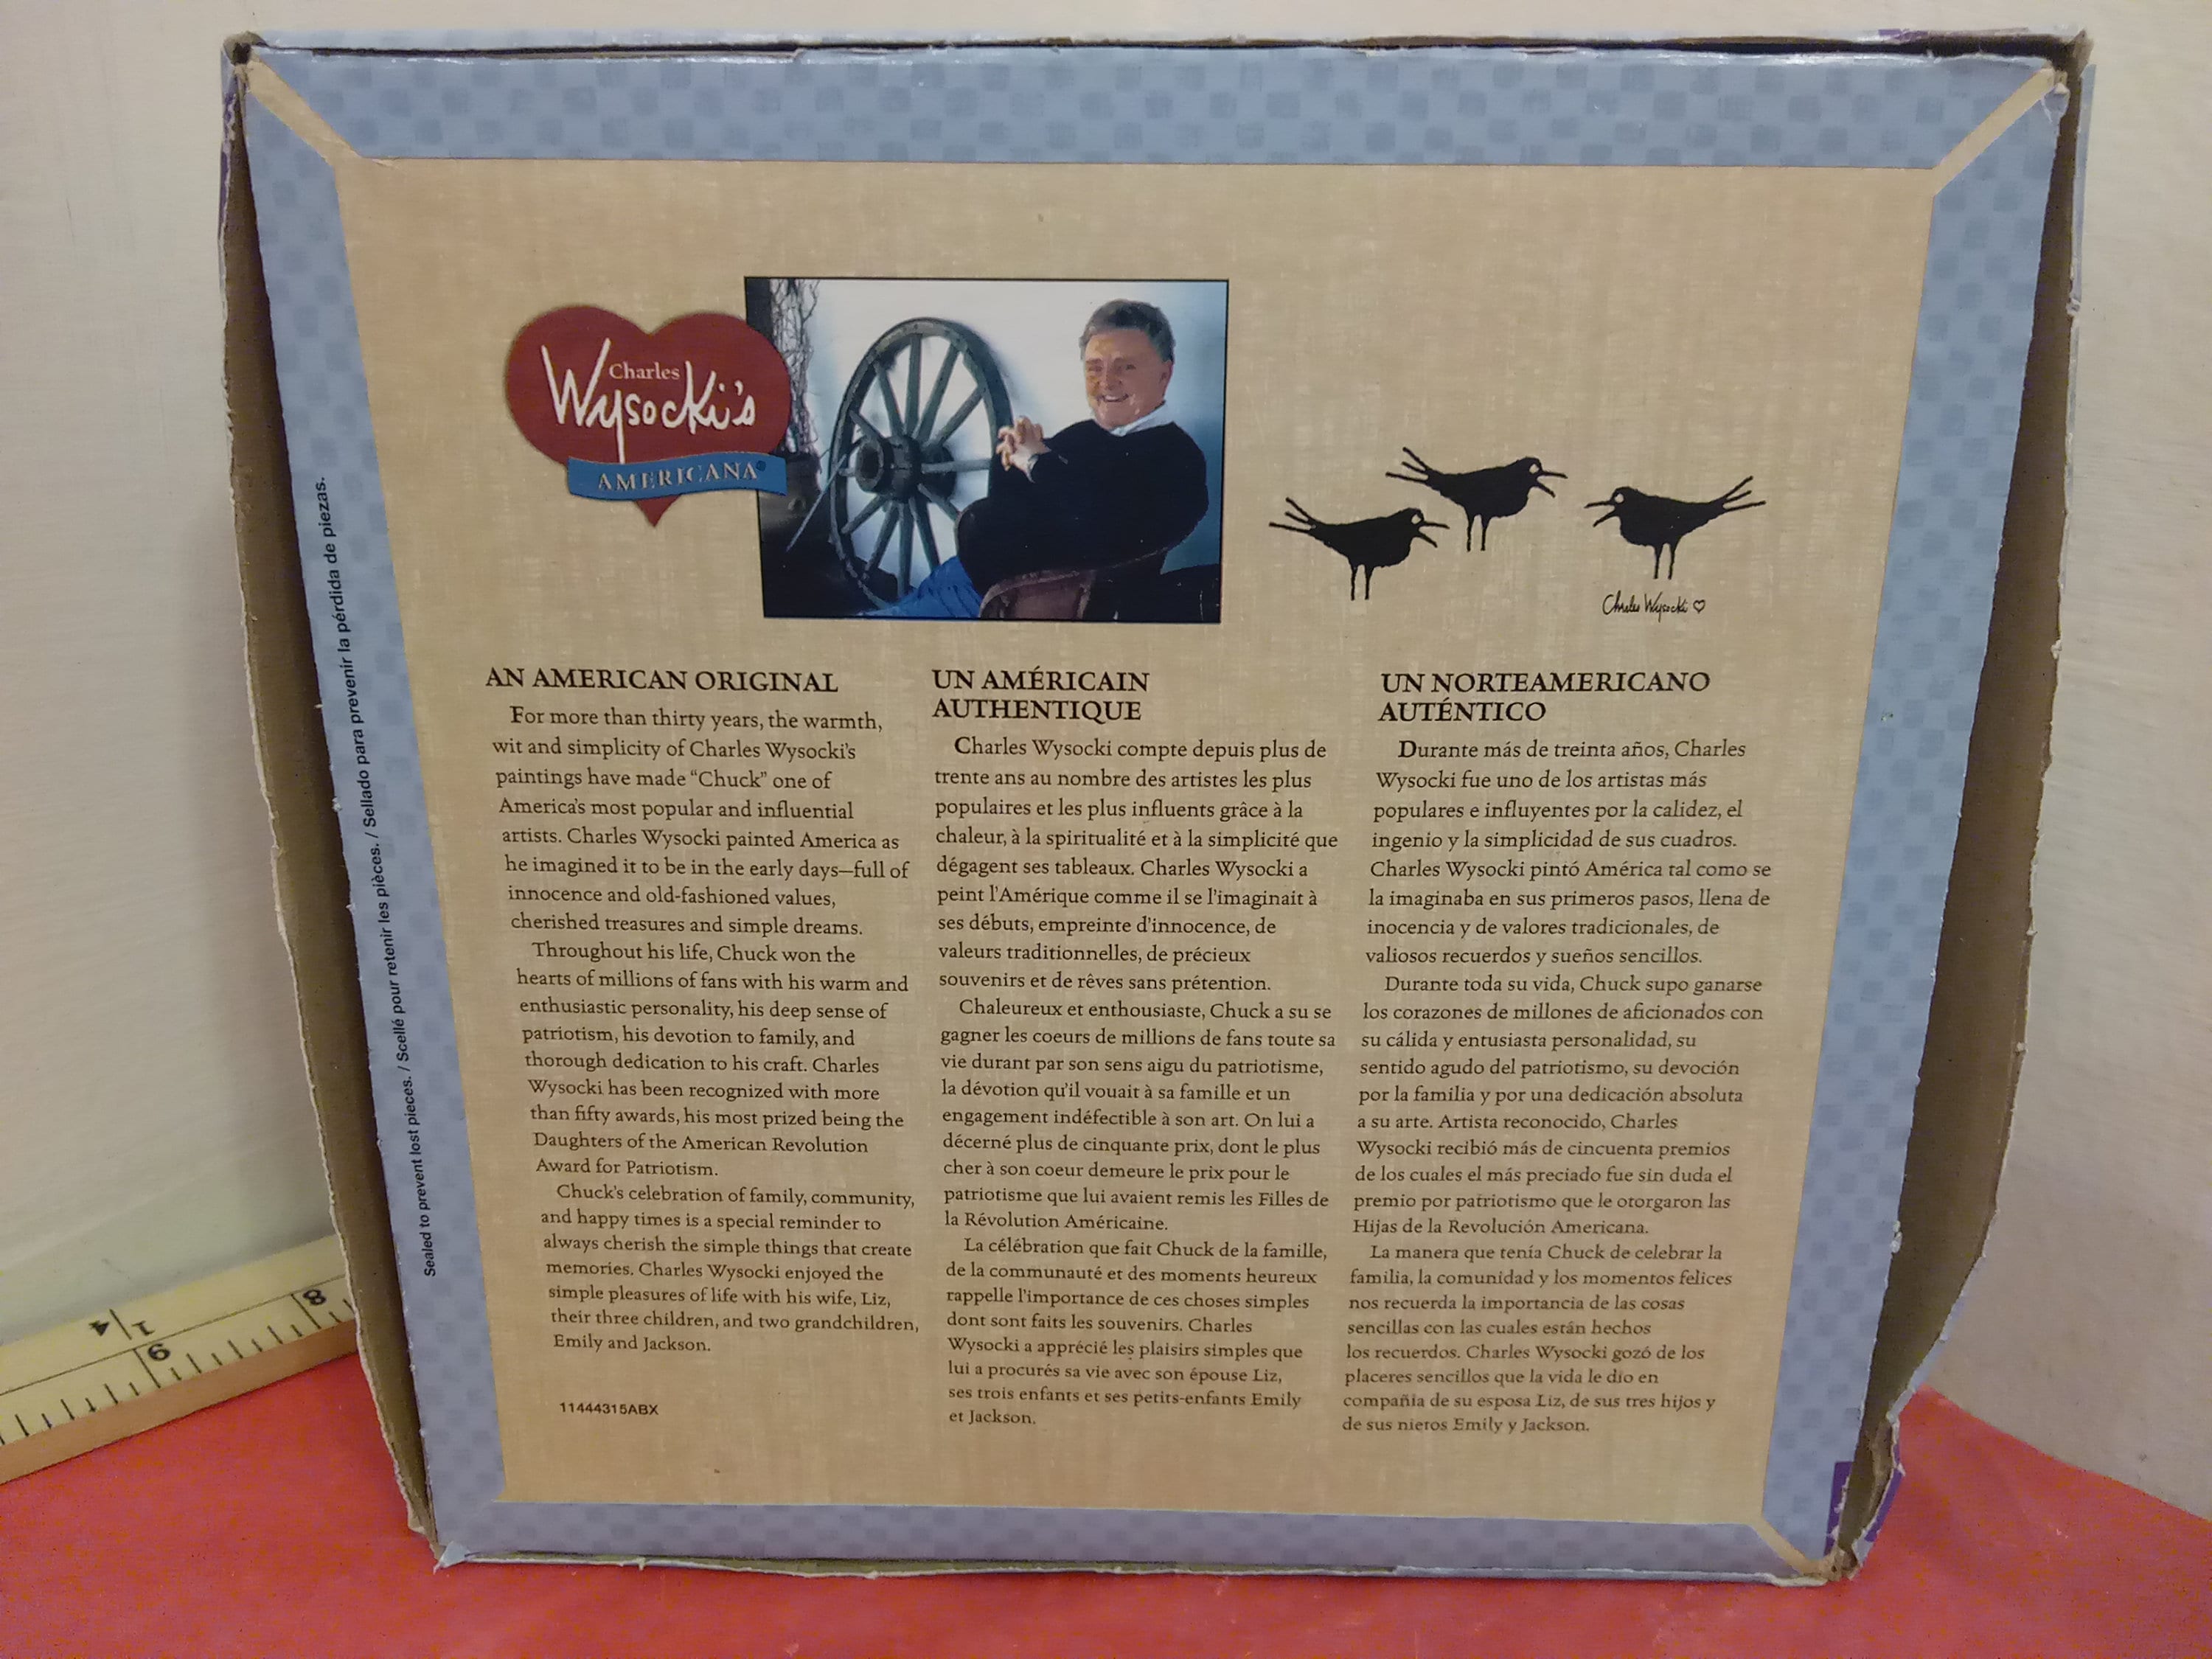 Charles
Wysocki's
AMERICANA®
Charles Wysocki
AN AMERICAN ORIGINAL
For more than thirty years, the warmth,
wit and simplicity of Charles Wysocki's
paintings have made “Chuck” one of
America's most popular and influential
artists. Charles Wysocki painted America as
he imagined it to be in the early days—full of
innocence and old-fashioned values,
cherished treasures and simple dreams.
Throughout his life, Chuck won the
hearts of millions of fans with his warm and
enthusiastic personality, his deep sense of
patriotism, his devotion to family, and
thorough dedication to his craft. Charles
Wysocki has been recognized with more
than fifty awards, his most prized being the
Daughters of the American Revolution
Award for Patriotism.
Chuck's celebration of family, community,
and happy times is a special reminder to
always cherish the simple things that create
memories. Charles Wysocki enjoyed the
simple pleasures of life with his wife, Liz,
their three children, and two grandchildren,
Emily and Jackson.
11444315ABX
UN AMÉRICAIN
AUTHENTIQUE
Charles Wysocki compte depuis plus de
trente ans au nombre des artistes les plus
populaires et les plus influents grâce à la
chaleur, à la spiritualité et à la simplicité que
dégagent ses tableaux. Charles Wysocki a
peint l'Amérique comme il se l'imaginait à
ses débuts, empreinte d'innocence, de
valeurs traditionnelles, de précieux
souvenirs et de rêves sans prétention.
Chaleureux et enthousiaste, Chuck a su se
gagner les coeurs de millions de fans toute sa
vie durant par son sens aigu du patriotisme,
la dévotion qu'il vouait à sa famille et un
engagement indéfectible à son art. On lui a
décerné plus de cinquante prix, dont le plus
cher à son coeur demeure le prix pour le
patriotisme que lui avaient remis les Filles de
la Révolution Américaine.
La célébration que fait Chuck de la famille,
de la communauté et des moments heureux
rappelle l'importance de ces choses simples
dont sont faits les souvenirs. Charles
Wysocki a apprécié les plaisirs simples que
lui a procurés sa vie avec son épouse Liz,
ses trois enfants et ses petits-enfants Emily
et Jackson.
UN NORTEAMERICANO
AUTÉNTICO
Durante más de treinta años, Charles
Wysocki fue uno de los artistas más
populares e influyentes por la calidez, el
ingenio y la simplicidad de sus cuadros.
Charles Wysocki pintó América tal como se
la imaginaba en sus primeros pasos, llena de
inocencia y de valores tradicionales, de
valiosos recuerdos y sueños sencillos.
Durante toda su vida, Chuck supo ganarse
los corazones de millones de aficionados con
su cálida y entusiasta personalidad, su
sentido agudo del patriotismo, su devoción
por la familia y por una dedicación absoluta
a su arte. Artista reconocido, Charles
Wysocki recibió más de cincuenta premios
de los cuales el más preciado fue sin duda el
premio por patriotismo que le otorgaron las
Hijas de la Revolución Americana.
La manera que tenía Chuck de celebrar la
familia, la comunidad y los momentos felices
nos recuerda la importancia de las cosas
sencillas con las cuales están hechos
los recuerdos. Charles Wysocki gozó de los
placeres sencillos que la vida le dio en
compañia de su esposa Liz, de sus tres hijos y
de sus nietos Emily y Jackson.
Sealed to prevent lost pieces. / Scellé pour retenir les pièces. / Sellado para prevenir la pérdida de piezas.
1
4
8
9